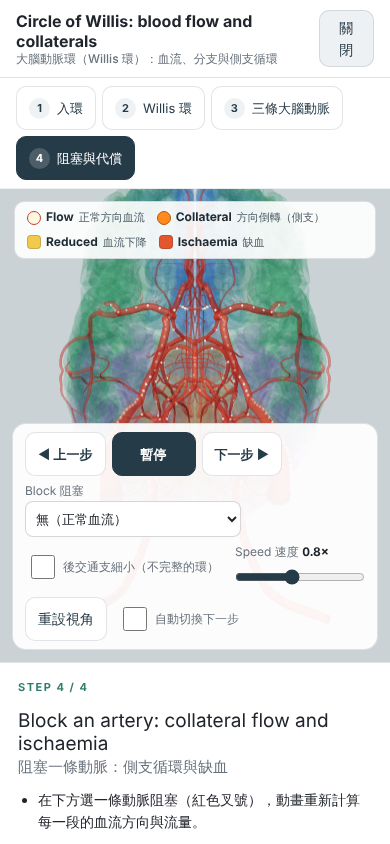 Circle of Willis: blood flow and
collaterals
大腦動脈環（Willis 環）：血流、分支與側支循環
關
閉
1 入環
2 Willis 環
3 三條大腦動脈
4 阻塞與代償
Flow 正常方向血流 Collateral 方向倒轉（側支）
Reduced 血流下降 Ischaemia 缺血
◀ 上一步
暫停
下一步 ▶
Block 阻塞
無（正常血流）
後交通支細小（不完整的環）
Speed 速度 0.8×
重設視角
自動切換下一步
STEP 4 / 4
Block an artery: collateral flow and
ischaemia
阻塞一條動脈：側支循環與缺血
• 在下方選一條動脈阻塞（紅色叉號），動畫重新計算
每一段的血流方向與流量。